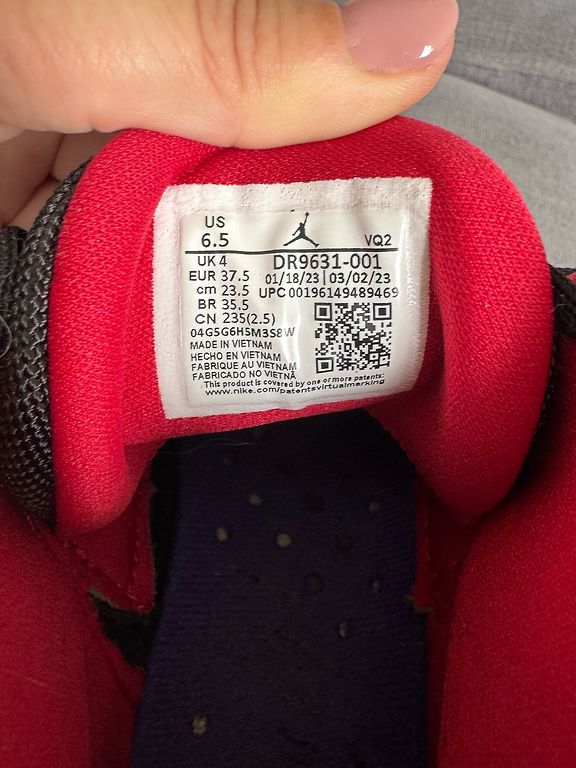 US
6.5
VQ2
UK 4
DR9631-001
EUR 37.5
01/18/23 | 03/02/23
cm 23.5
UPC 00196149489469
BR 35.5
CN 235(2.5)
04G5G6H5M3S8W
MADE IN VIETNAM
HECHO EN VIETNAM
FABRIQUE AU VIETNAM
FABRICADO NO VIETNÃ
This product is covered by one or more patents:
www.nike.com/patentsvirtualmarking